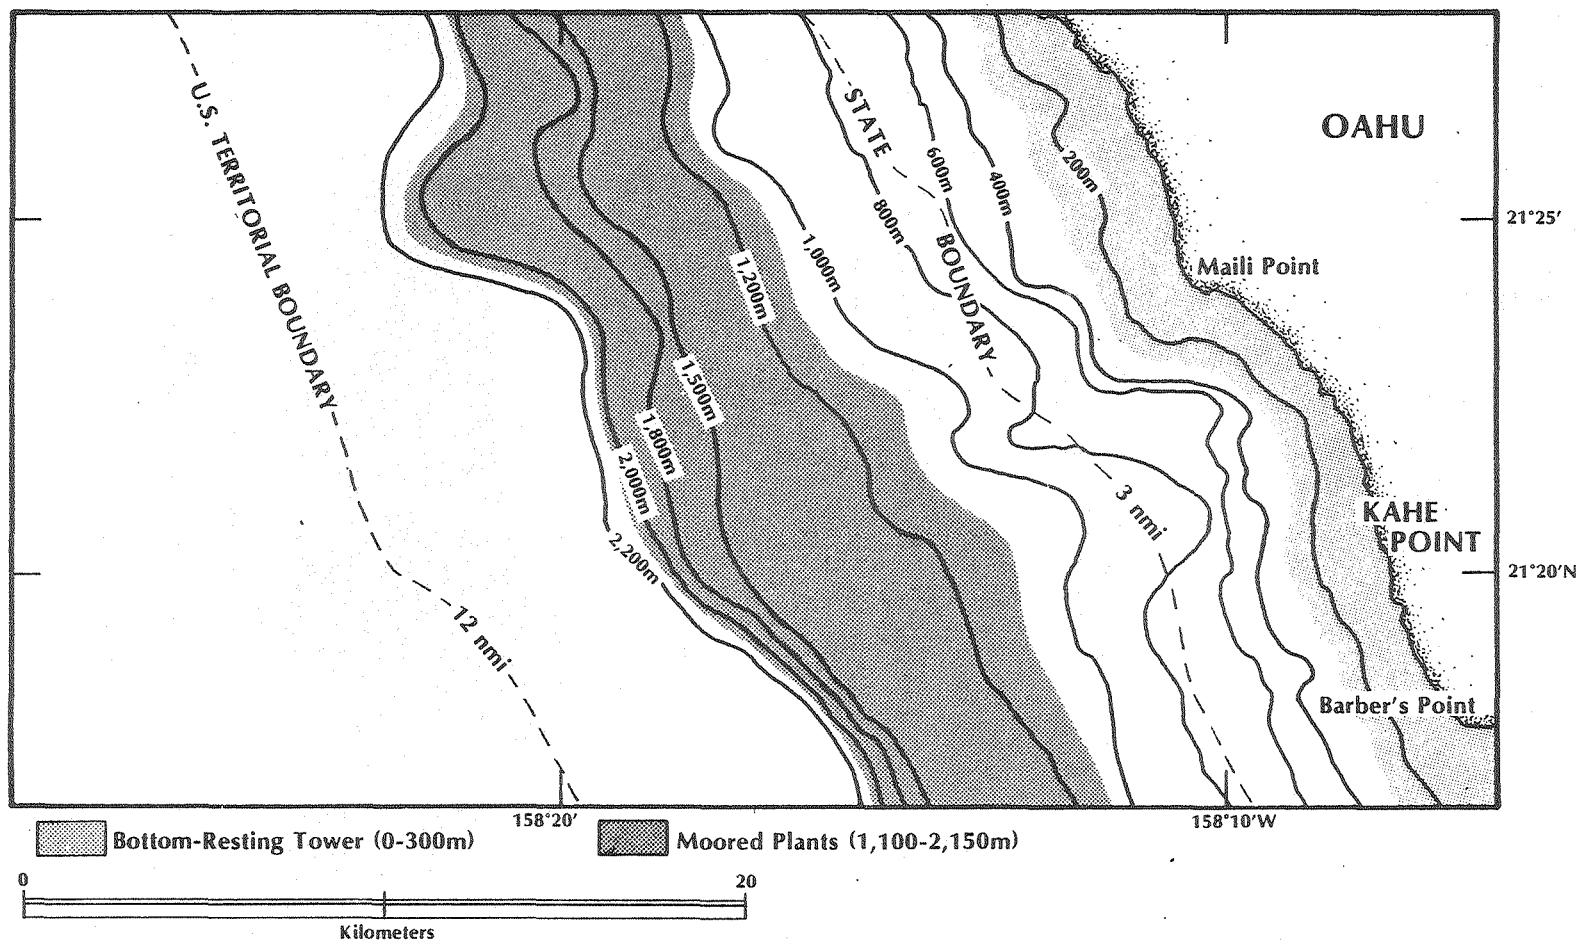 OAHU
U.S. TERRITORIAL BOUNDARY
STATE BOUNDARY
600m
400m
200m
800m
1,000m
1,200m
21°25′
Maili Point
1,500m
1,800m
2,000m
2,200m
3 nmi
KAHE
POINT
21°20′N
12 nmi
Barber's Point
158°20′
158°10′W
Bottom-Resting Tower (0-300m)
Moored Plants (1,100-2,150m)
0
20
Kilometers